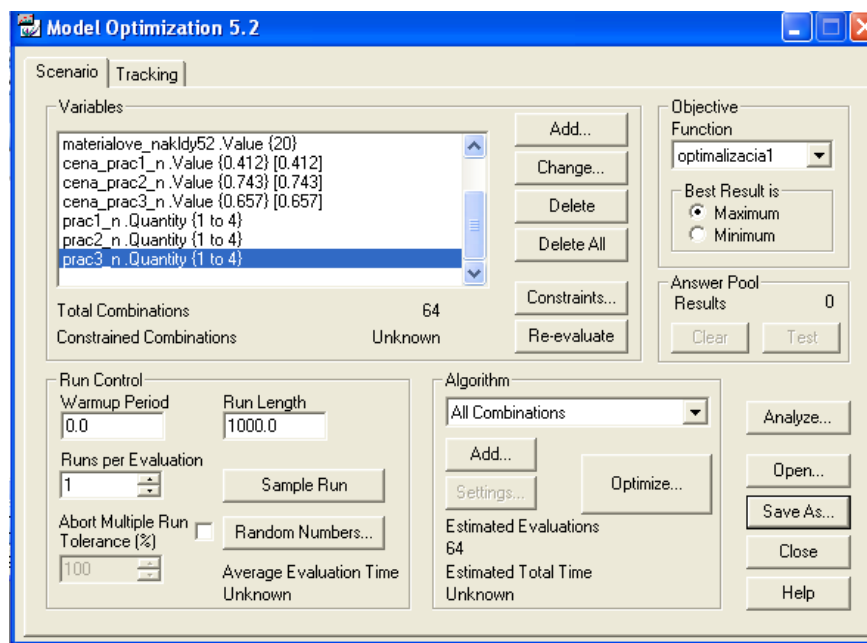 Model Optimization 5.2
Scenario Tracking
Variables
materialove_nakldy52 .Value {20}
cena_prac1_n .Value {0.412} [0.412]
cena_prac2_n .Value {0.743} [0.743]
cena_prac3_n .Value {0.657} [0.657]
prac1_n .Quantity {1 to 4}
prac2_n .Quantity {1 to 4}
prac3_n .Quantity {1 to 4}
Total Combinations 64
Constrained Combinations Unknown
Add...
Change...
Delete
Delete All
Constraints...
Re-evaluate
Objective
Function
optimalizacia1
Best Result is
Maximum
Minimum
Answer Pool
Results 0
Clear Test
Run Control
Warmup Period Run Length
0.0 1000.0
Runs per Evaluation
1 Sample Run
Abort Multiple Run
Tolerance (%) Random Numbers...
100
Average Evaluation Time
Unknown
Algorithm
All Combinations
Add...
Settings... Optimize...
Estimated Evaluations
64
Estimated Total Time
Unknown
Analyze...
Open...
Save As...
Close
Help